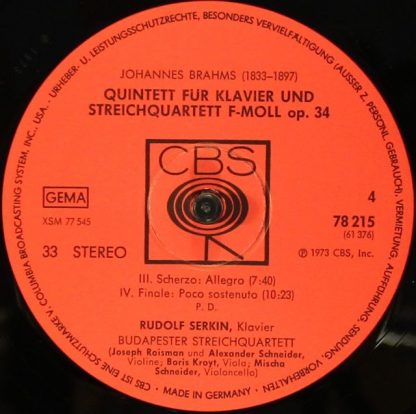 URHEBER- U. LEISTUNGSSCHUTZRECHTE, BESONDERS VERVIELFÄLTIGUNG (AUSSER Z. PERSÖNL. GEBRAUCH), VERMIETUNG, AUFFÜHRUNG, SENDUNG, VORBEHALTEN
JOHANNES BRAHMS (1833–1897)
QUINTETT FÜR KLAVIER UND
STREICHQUARTETT F-MOLL op. 34
CBS
GEMA
XSM 77 545
33 STEREO
4
78 215
(61 376)
℗ 1973 CBS, Inc.
III. Scherzo: Allegro (7:40)
IV. Finale: Poco sostenuto (10:23)
P. D.
RUDOLF SERKIN, Klavier
BUDAPESTER STREICHQUARTETT
(Joseph Roisman und Alexander Schneider,
Violine; Boris Kroyt, Viola; Mischa
Schneider, Violoncello)
CBS IST EINE SCHUTZMARKE V. COLUMBIA BROADCASTING SYSTEM, INC., USA. -
MADE IN GERMANY